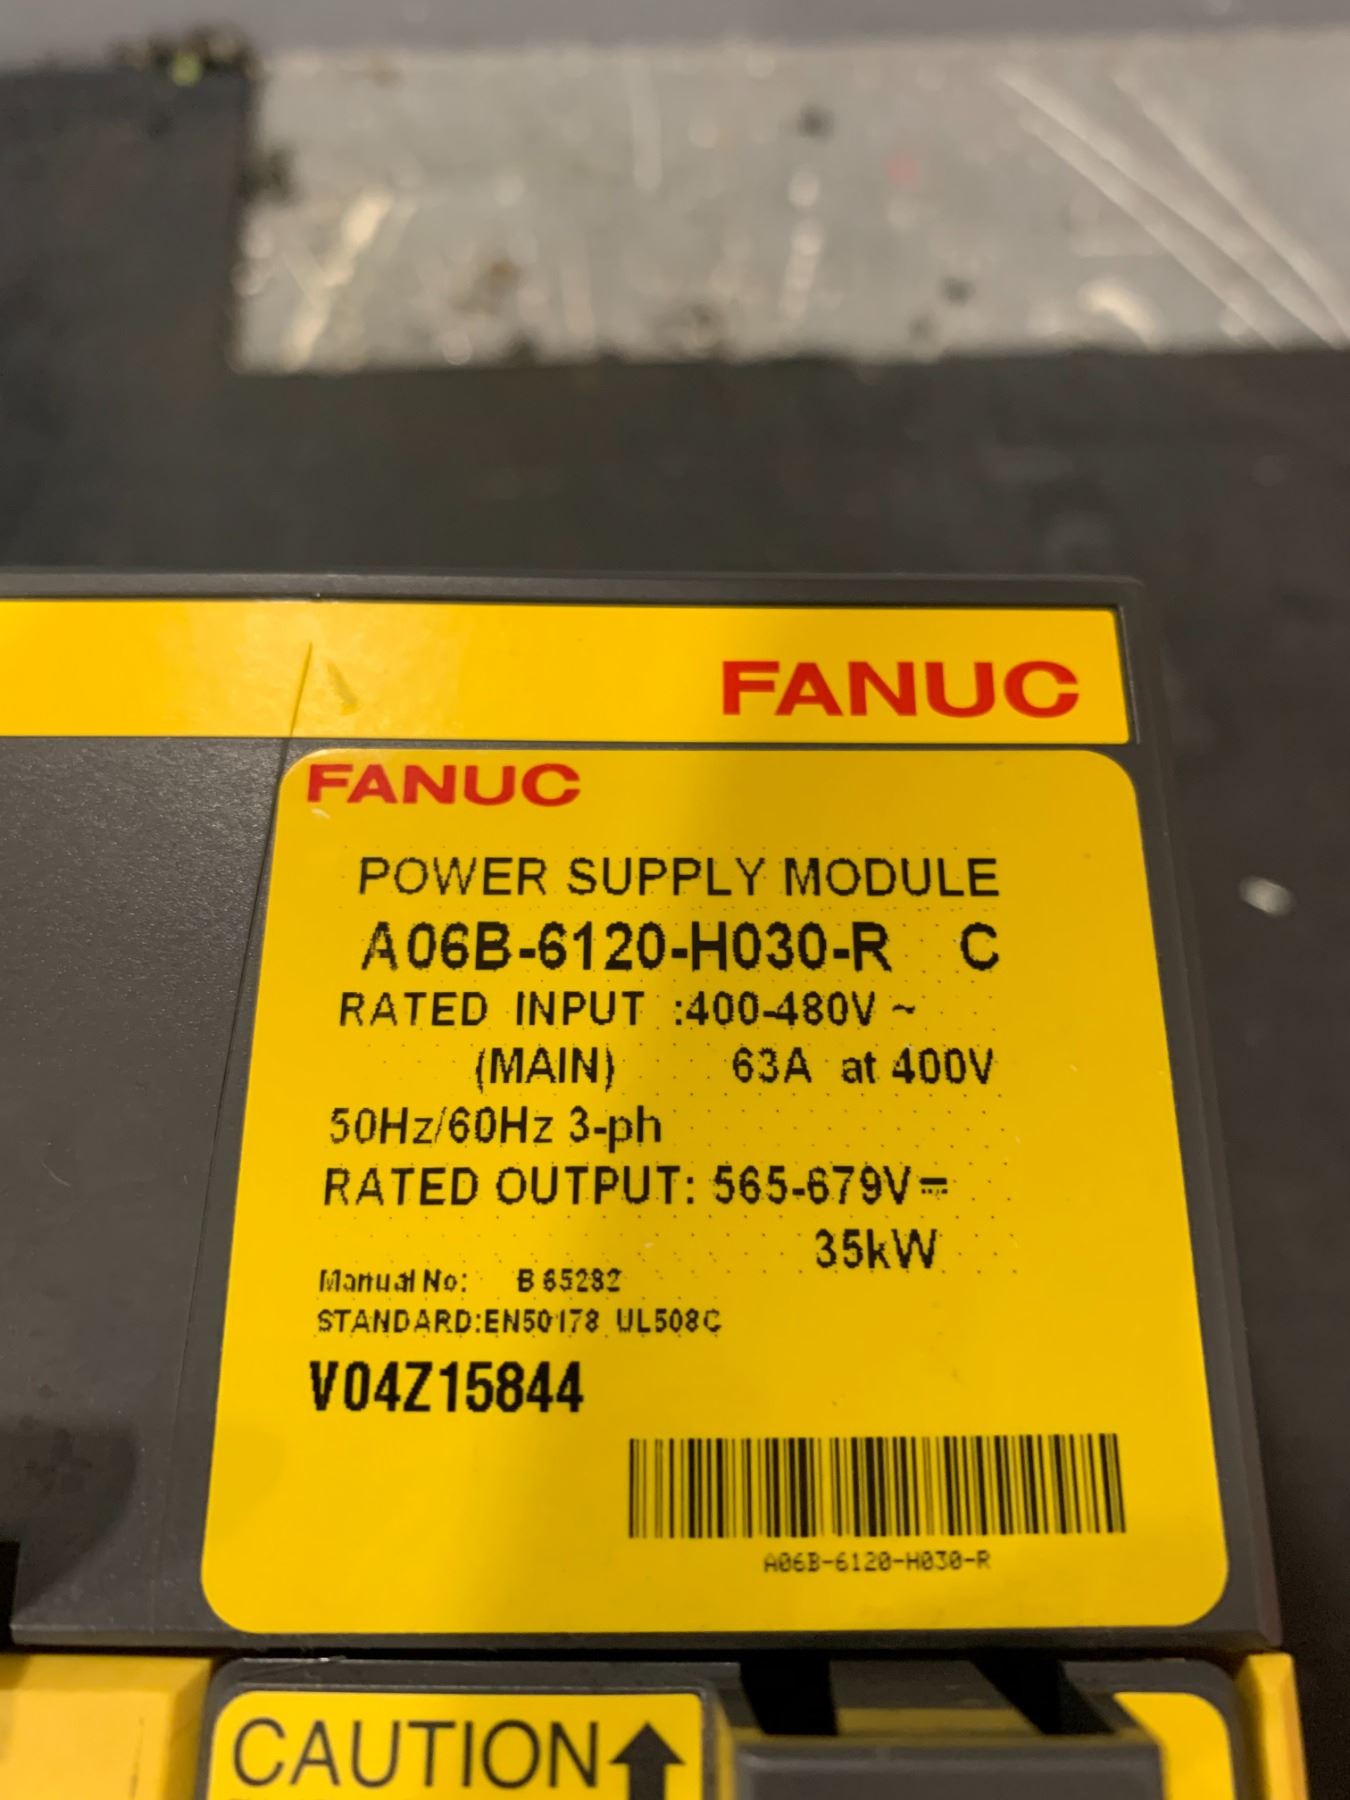 FANUC
FANUC
POWER SUPPLY MODULE
A06B-6120-H030-R C
RATED INPUT :400-480V ~
(MAIN) 63A at 400V
50Hz/60Hz 3-ph
RATED OUTPUT: 565-679V ⎓
35kW
Manual No: B 65282
STANDARD:EN50178 UL508C
V04Z15844
A06B-6120-H030-R
CAUTION